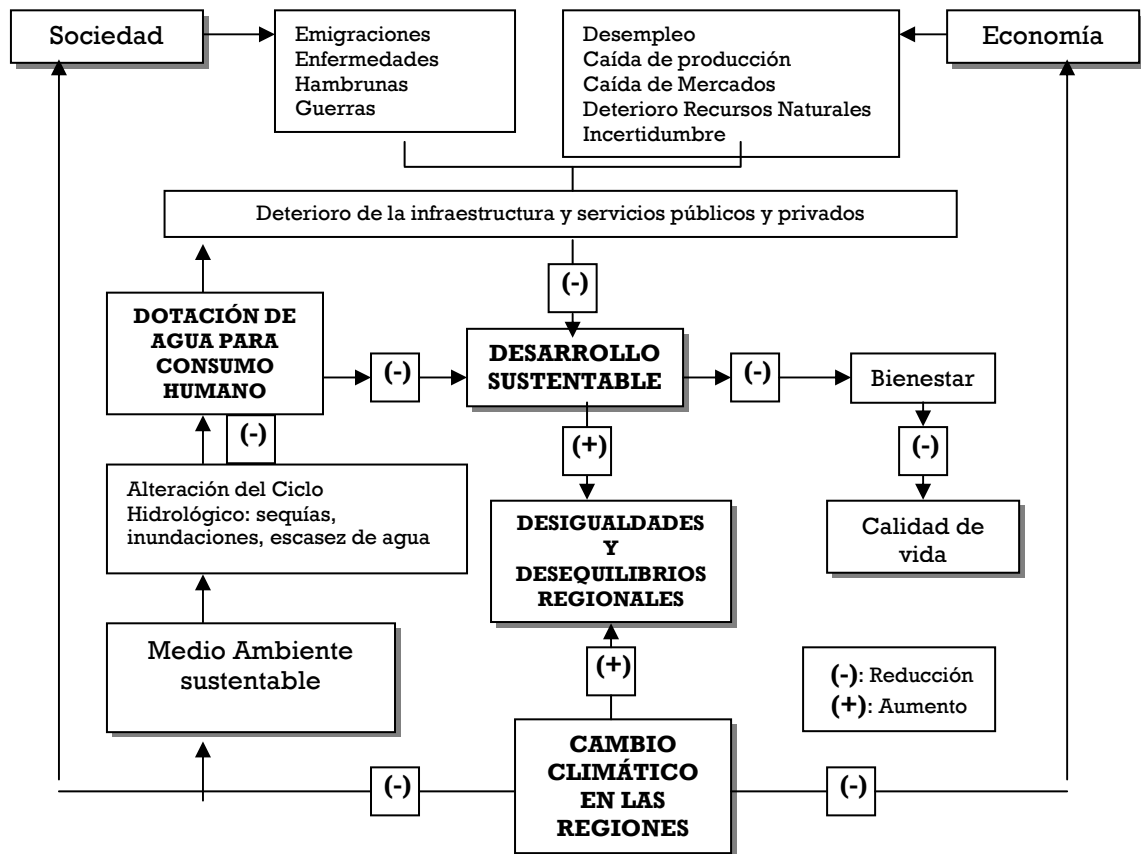 Sociedad
Emigraciones
Enfermedades
Hambrunas
Guerras
Desempleo
Caída de producción
Caída de Mercados
Deterioro Recursos Naturales
Incertidumbre
Economía
Deterioro de la infraestructura y servicios públicos y privados
(-)
DOTACIÓN DE
AGUA PARA
CONSUMO
HUMANO
(-)
DESARROLLO
SUSTENTABLE
(-)
Bienestar
(-)
(+)
(-)
Alteración del Ciclo
Hidrológico: sequías,
inundaciones, escasez de agua
DESIGUALDADES
Y
DESEQUILIBRIOS
REGIONALES
Calidad de
vida
Medio Ambiente
sustentable
(+)
(-): Reducción
(+): Aumento
(-)
CAMBIO
CLIMÁTICO
EN LAS
REGIONES
(-)